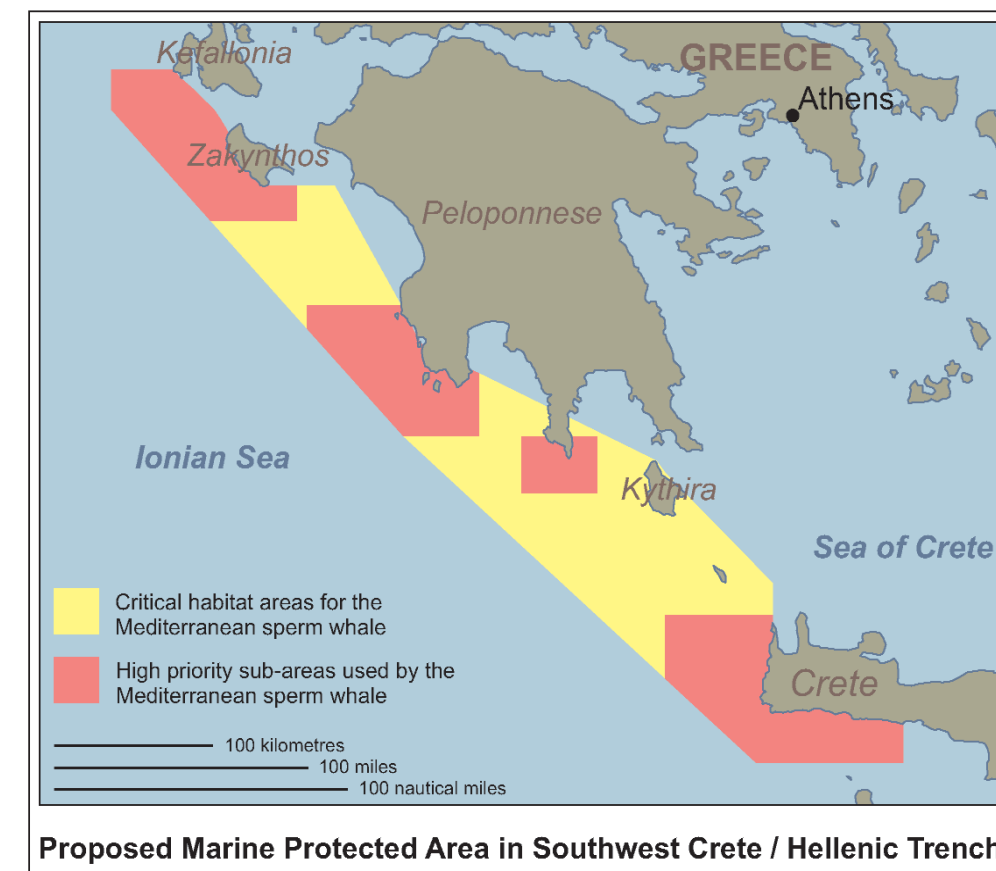 Kefallonia
GREECE
Athens
Zakynthos
Peloponnese
Ionian Sea
Kythira
Sea of Crete
Critical habitat areas for the
Mediterranean sperm whale
High priority sub-areas used by the
Mediterranean sperm whale
Crete
100 kilometres
100 miles
100 nautical miles
Proposed Marine Protected Area in Southwest Crete / Hellenic Trench